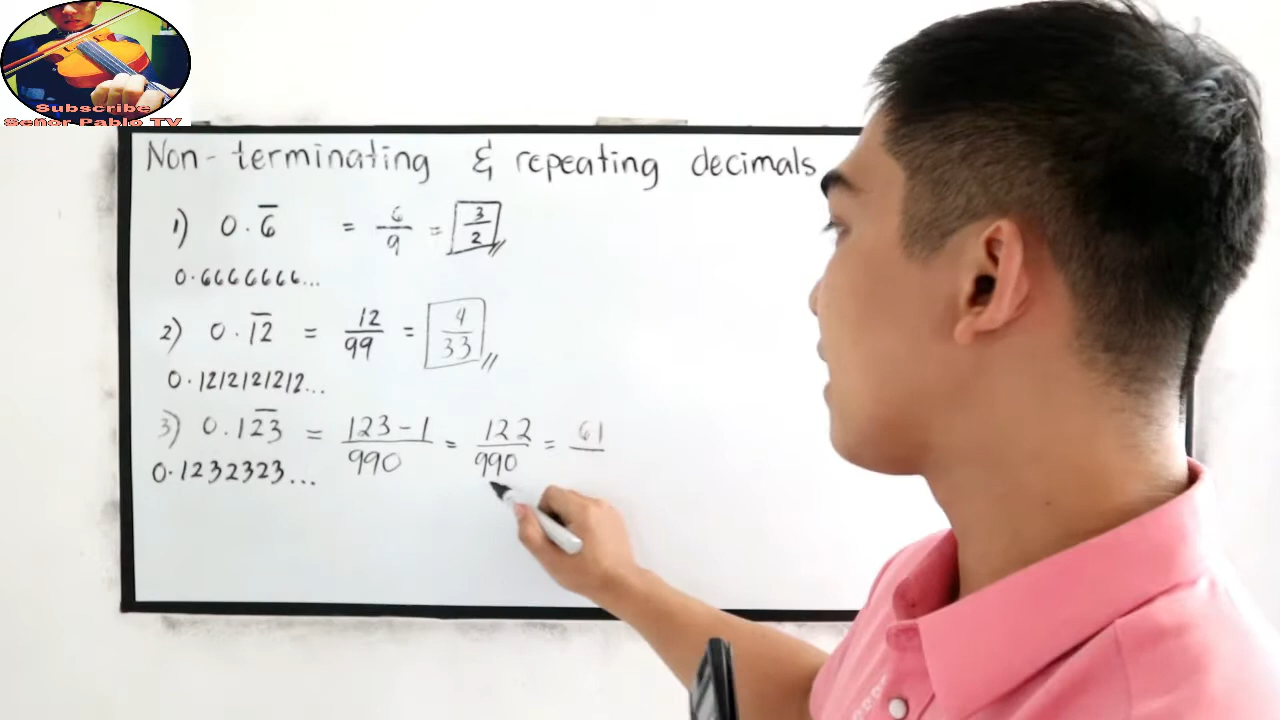 Subscribe
Señor Pablo TV
Non-terminating & repeating decimals
1) 0.6̅ = 6/9 = 3/2
0.6666666...
2) 0.1̅2̅ = 12/99 = 4/33
0.1212121212...
3) 0.12̅3̅ = 123-1/990 = 122/990 = 61/
0.1232323...